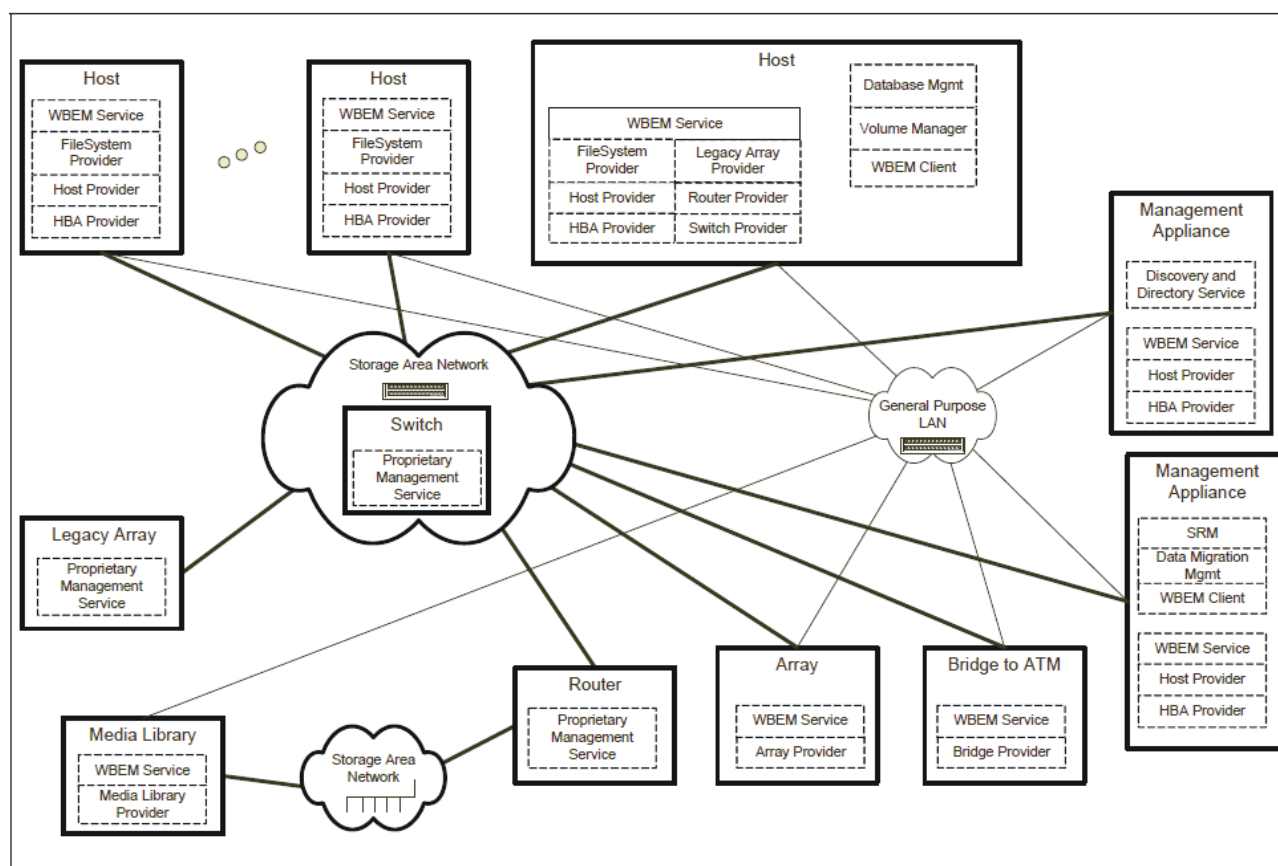 Host
WBEM Service
FileSystem
Provider
Host Provider
HBA Provider
Host
WBEM Service
FileSystem
Provider
Host Provider
HBA Provider
Host
WBEM Service
FileSystem
Provider
Legacy Array
Provider
Host Provider
Router Provider
HBA Provider
Switch Provider
Database Mgmt
Volume Manager
WBEM Client
Management
Appliance
Discovery and
Directory Service
WBEM Service
Host Provider
HBA Provider
Storage Area Network
Switch
Proprietary
Management
Service
General Purpose
LAN
Management
Appliance
SRM
Data Migration
Mgmt
WBEM Client
WBEM Service
Host Provider
HBA Provider
Legacy Array
Proprietary
Management
Service
Media Library
WBEM Service
Media Library
Provider
Storage Area
Network
Router
Proprietary
Management
Service
Array
WBEM Service
Array Provider
Bridge to ATM
WBEM Service
Bridge Provider